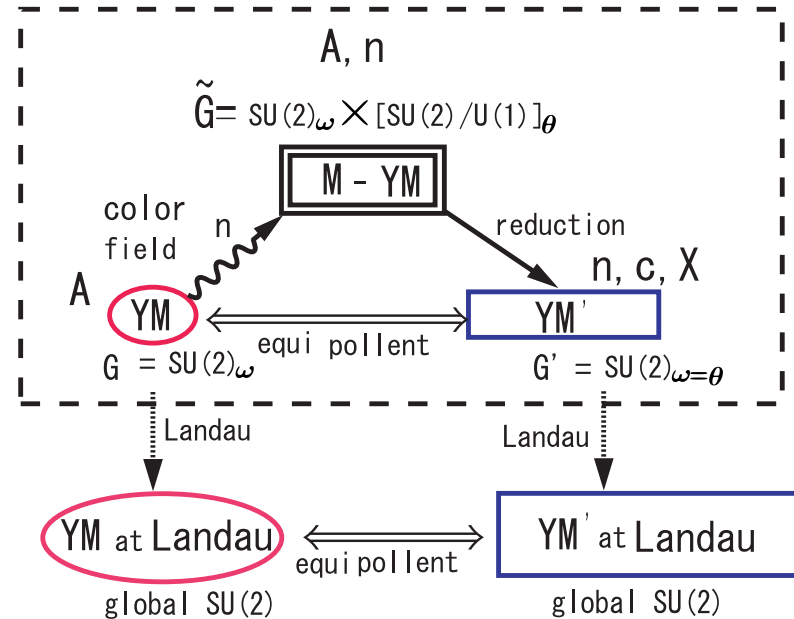 A, n
G̃= SU(2)ω×[SU(2)/U(1)]θ
M - YM
color
field
n
reduction
A
n, c, X
YM
YM'
equi pollent
G = SU(2)ω
G' = SU(2)ω=θ
Landau
Landau
YM at Landau
YM' at Landau
equi pollent
global SU(2)
global SU(2)